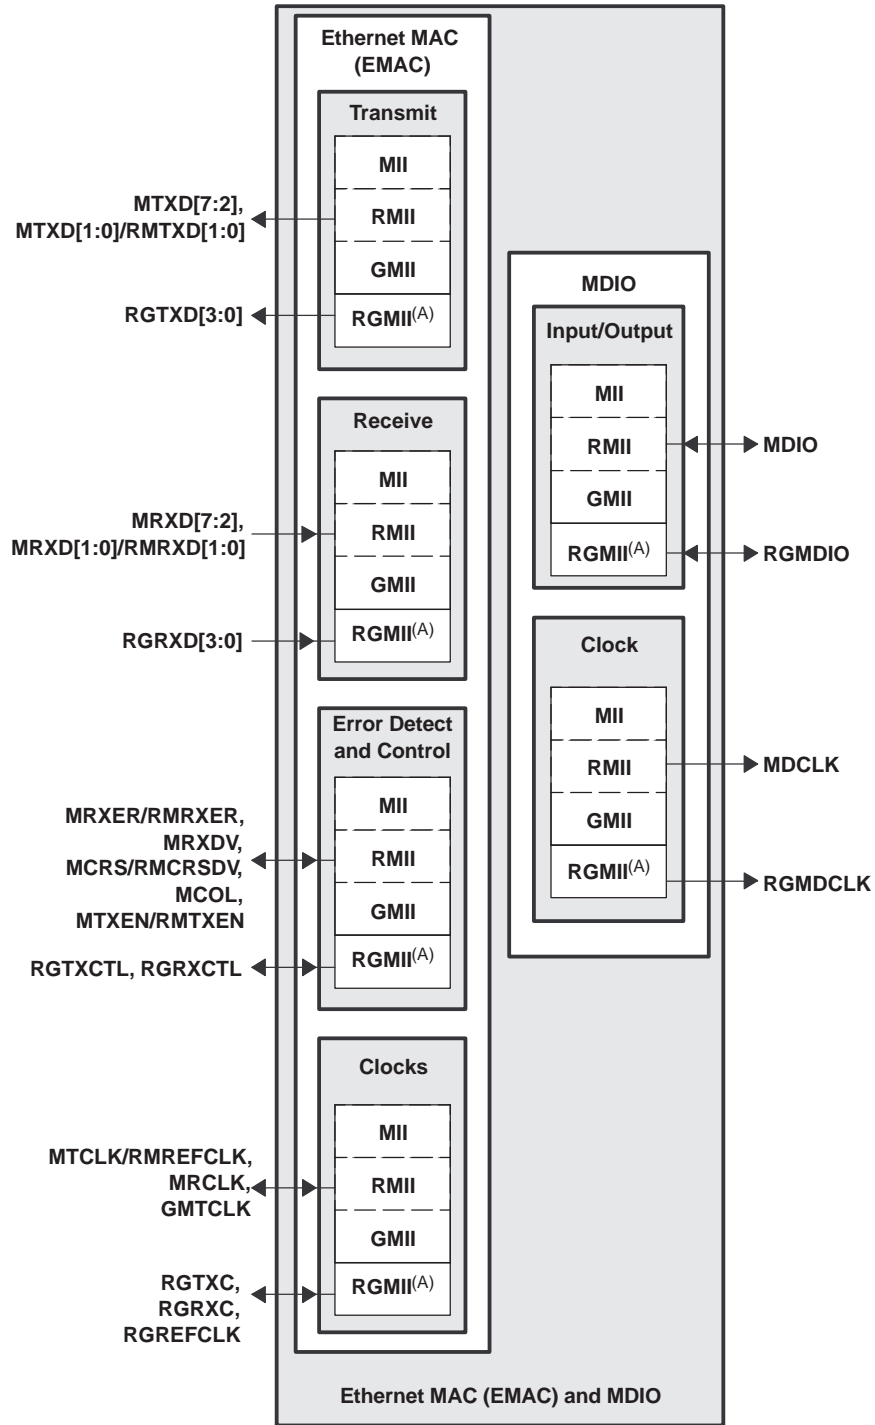 Ethernet MAC
(EMAC)
Transmit
MII
RMII
GMII
RGMII(A)
MTXD[7:2],
MTXD[1:0]/RMTXD[1:0]
RGTXD[3:0]
Receive
MII
RMII
GMII
RGMII(A)
MRXD[7:2],
MRXD[1:0]/RMRXD[1:0]
RGRXD[3:0]
Error Detect
and Control
MII
RMII
GMII
RGMII(A)
MRXER/RMRXER,
MRXDV,
MCRS/RMCRSDV,
MCOL,
MTXEN/RMTXEN
RGTXCTL, RGRXCTL
Clocks
MII
RMII
GMII
RGMII(A)
MTCLK/RMREFCLK,
MRCLK,
GMTCLK
RGTXC,
RGRXC,
RGREFCLK
MDIO
Input/Output
MII
RMII
GMII
RGMII(A)
MDIO
RGMDIO
Clock
MII
RMII
GMII
RGMII(A)
MDCLK
RGMDCLK
Ethernet MAC (EMAC) and MDIO